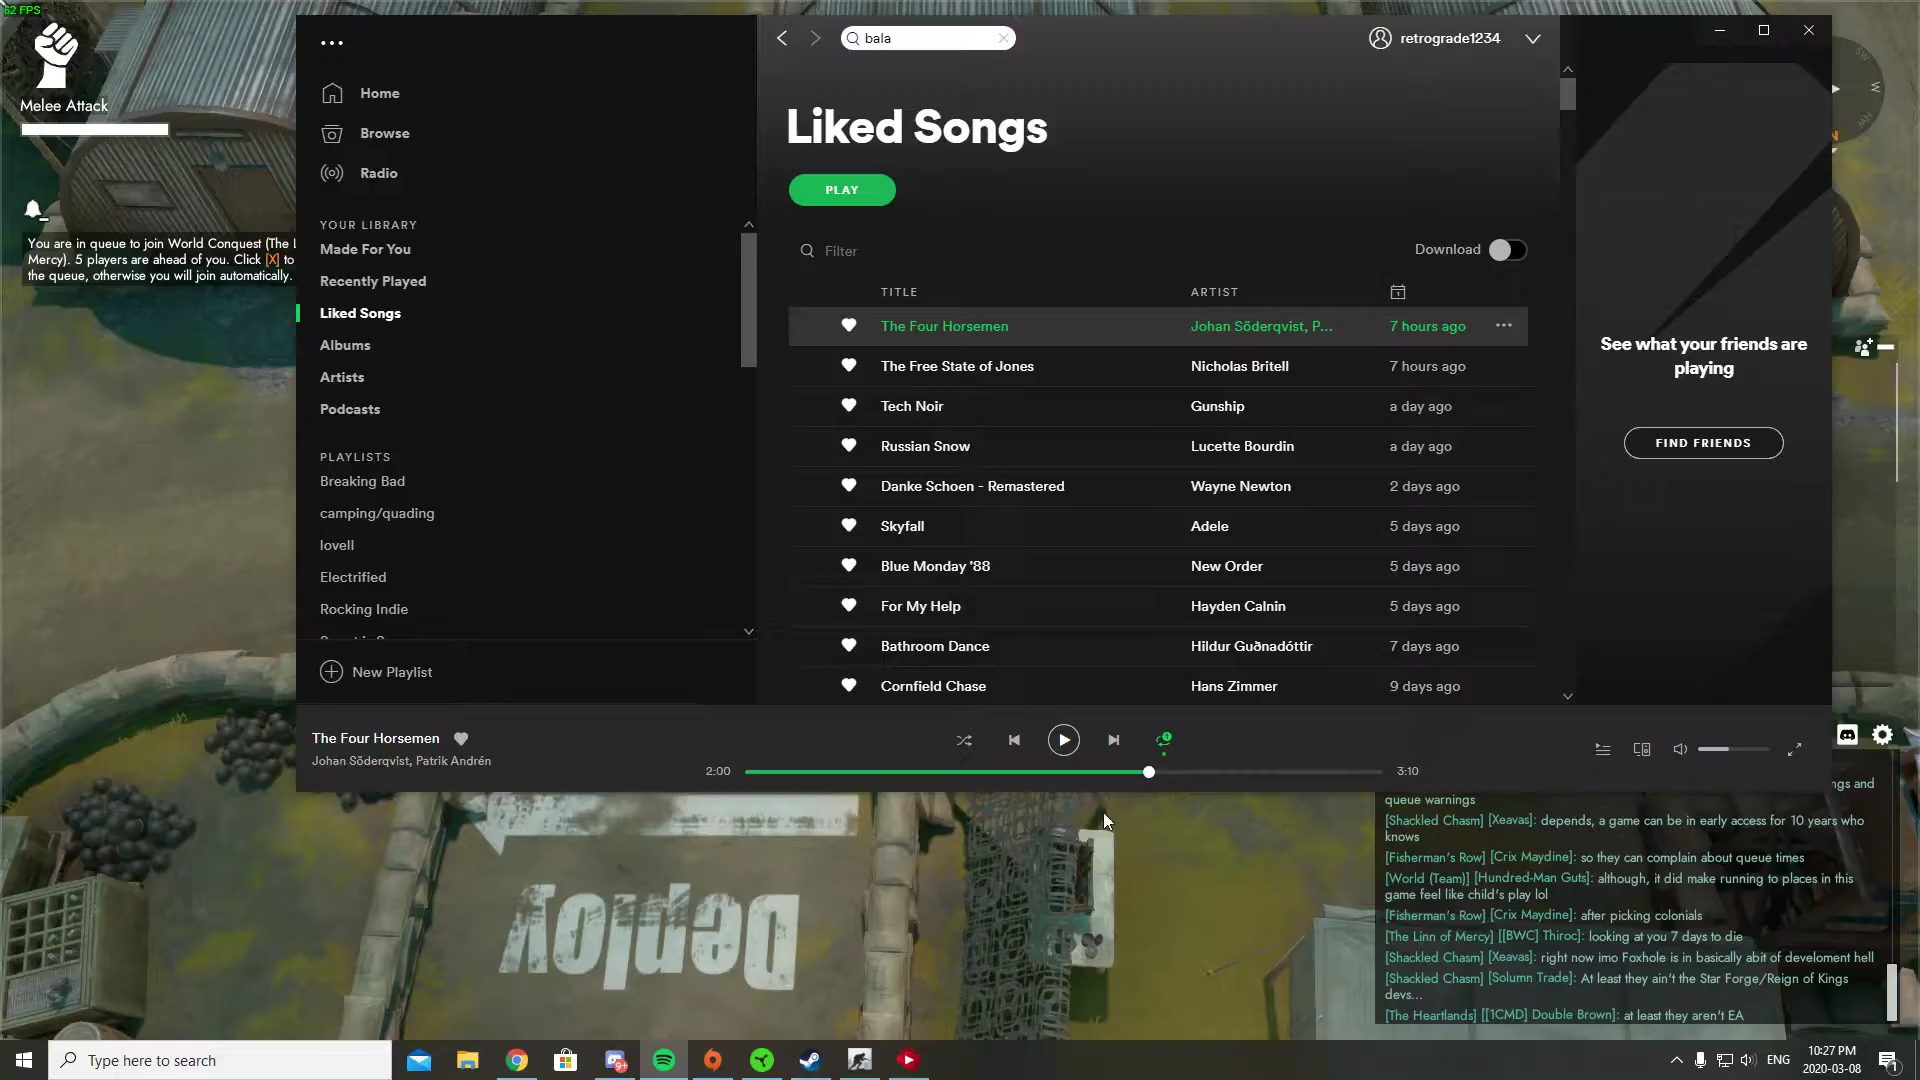 62 FPS
Melee Attack
You are in queue to join World Conquest (The L
Mercy). 5 players are ahead of you. Click [X] to
the queue, otherwise you will join automatically.
Home
Browse
Radio
YOUR LIBRARY
Made For You
Recently Played
Liked Songs
Albums
Artists
Podcasts
PLAYLISTS
Breaking Bad
camping/quading
lovell
Electrified
Rocking Indie
New Playlist
bala
retrograde1234
Liked Songs
PLAY
Filter
Download
TITLE ARTIST
The Four Horsemen Johan Söderqvist, P... 7 hours ago
The Free State of Jones Nicholas Britell 7 hours ago
Tech Noir Gunship a day ago
Russian Snow Lucette Bourdin a day ago
Danke Schoen - Remastered Wayne Newton 2 days ago
Skyfall Adele 5 days ago
Blue Monday '88 New Order 5 days ago
For My Help Hayden Calnin 5 days ago
Bathroom Dance Hildur Guðnadóttir 7 days ago
Cornfield Chase Hans Zimmer 9 days ago
See what your friends are
playing
FIND FRIENDS
The Four Horsemen
Johan Söderqvist, Patrik Andrén
2:00
3:10
Deploy
ngs and
queue warnings
[Shackled Chasm] [Xeavas]: depends, a game can be in early access for 10 years who
knows
[Fisherman's Row] [Crix Maydine]: so they can complain about queue times
[World (Team)] [Hundred-Man Guts]: although, it did make running to places in this
game feel like child's play lol
[Fisherman's Row] [Crix Maydine]: after picking colonials
[The Linn of Mercy] [[BWC] Thiroc]: looking at you 7 days to die
[Shackled Chasm] [Xeavas]: right now imo Foxhole is in basically abit of develoment hell
[Shackled Chasm] [Solumn Trade]: At least they ain't the Star Forge/Reign of Kings
devs...
[The Heartlands] [[1CMD] Double Brown]: at least they aren't EA
Type here to search
9+
ENG
10:27 PM
2020-03-08
1